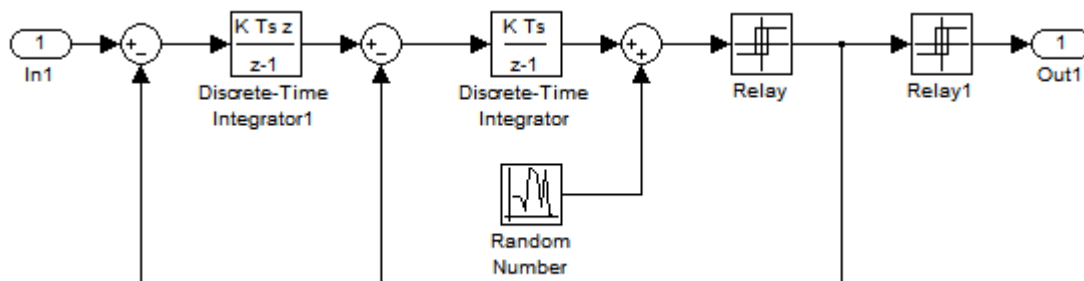 1
In1
K Ts z
z-1
Discrete-Time
Integrator1
K Ts
z-1
Discrete-Time
Integrator
Relay
Relay1
1
Out1
Random
Number